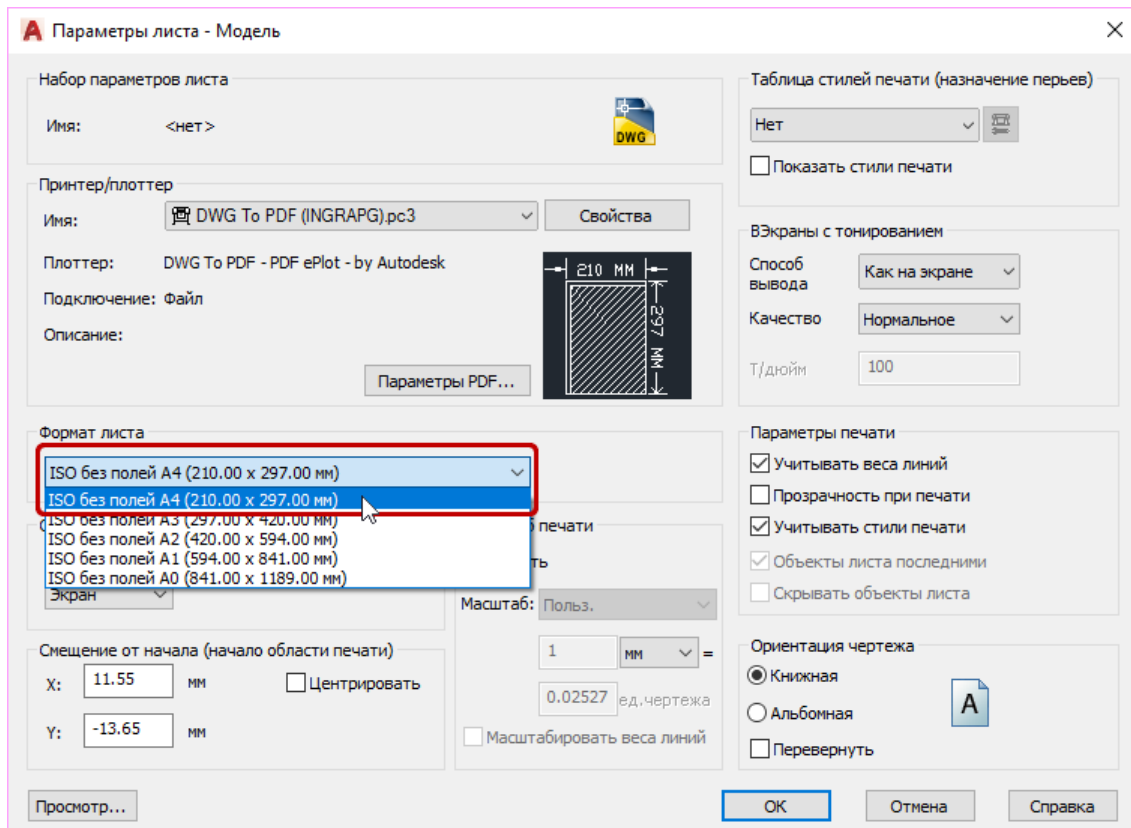 Параметры листа - Модель
Набор параметров листа
Имя: <нет>
DWG
Принтер/плоттер
Имя: DWG To PDF (INGRAPG).pc3 Свойства
Плоттер: DWG To PDF - PDF ePlot - by Autodesk
Подключение: Файл
Описание:
210 MM
297 MM
Параметры PDF...
Формат листа
ISO без полей A4 (210.00 x 297.00 мм)
ISO без полей A4 (210.00 x 297.00 мм)
ISO без полей A3 (297.00 x 420.00 мм)
ISO без полей A2 (420.00 x 594.00 мм)
ISO без полей A1 (594.00 x 841.00 мм)
ISO без полей A0 (841.00 x 1189.00 мм)
Экран
печати
ть
Масштаб: Польз.
1 мм =
0.02527 ед.чертежа
Масштабировать веса линий
Смещение от начала (начало области печати)
X: 11.55 мм Центрировать
Y: -13.65 мм
Таблица стилей печати (назначение перьев)
Нет
Показать стили печати
ВЭкраны с тонированием
Способ вывода Как на экране
Качество Нормальное
Т/дюйм 100
Параметры печати
Учитывать веса линий
Прозрачность при печати
Учитывать стили печати
Объекты листа последними
Скрывать объекты листа
Ориентация чертежа
Книжная
Альбомная
Перевернуть
A
Просмотр... ОК Отмена Справка